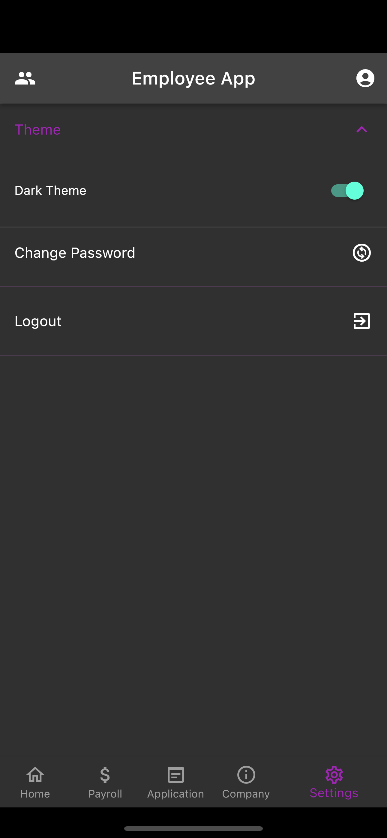 Employee App
Theme
Dark Theme
Change Password
Logout
Home
Payroll
Application
Company
Settings